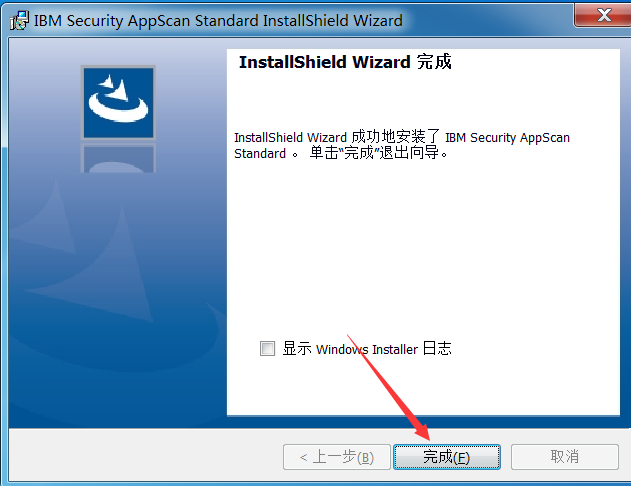 IBM Security AppScan Standard InstallShield Wizard
InstallShield Wizard 完成
InstallShield Wizard 成功地安装了 IBM Security AppScan
Standard 。 单击“完成”退出向导。
显示 Windows Installer 日志
< 上一步(B)
完成(F)
取消